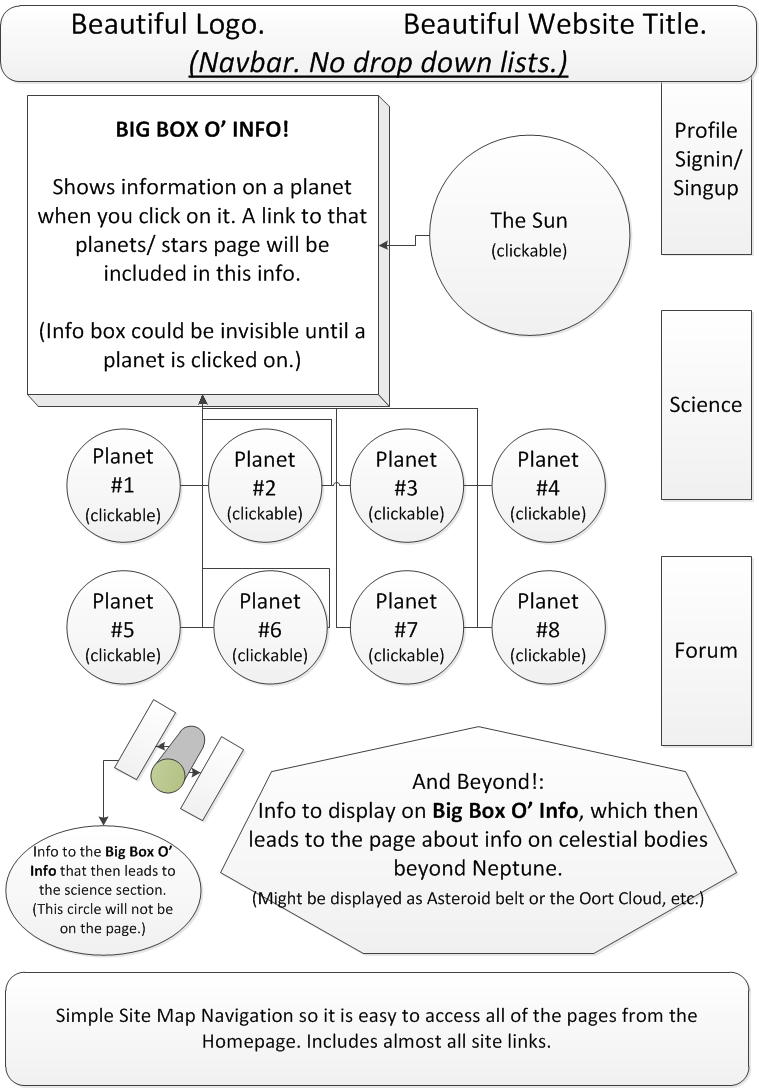 Beautiful Logo. Beautiful Website Title.
(Navbar. No drop down lists.)
BIG BOX O’ INFO!
Shows information on a planet
when you click on it. A link to that
planets/ stars page will be
included in this info.
(Info box could be invisible until a
planet is clicked on.)
The Sun
(clickable)
Profile
Signin/
Singup
Science
Planet
#1
(clickable)
Planet
#2
(clickable)
Planet
#3
(clickable)
Planet
#4
(clickable)
Planet
#5
(clickable)
Planet
#6
(clickable)
Planet
#7
(clickable)
Planet
#8
(clickable)
Forum
Info to the Big Box O’
Info that then leads to
the science section.
(This circle will not be
on the page.)
And Beyond!:
Info to display on Big Box O’ Info, which then
leads to the page about info on celestial bodies
beyond Neptune.
(Might be displayed as Asteroid belt or the Oort Cloud, etc.)
Simple Site Map Navigation so it is easy to access all of the pages from the
Homepage. Includes almost all site links.